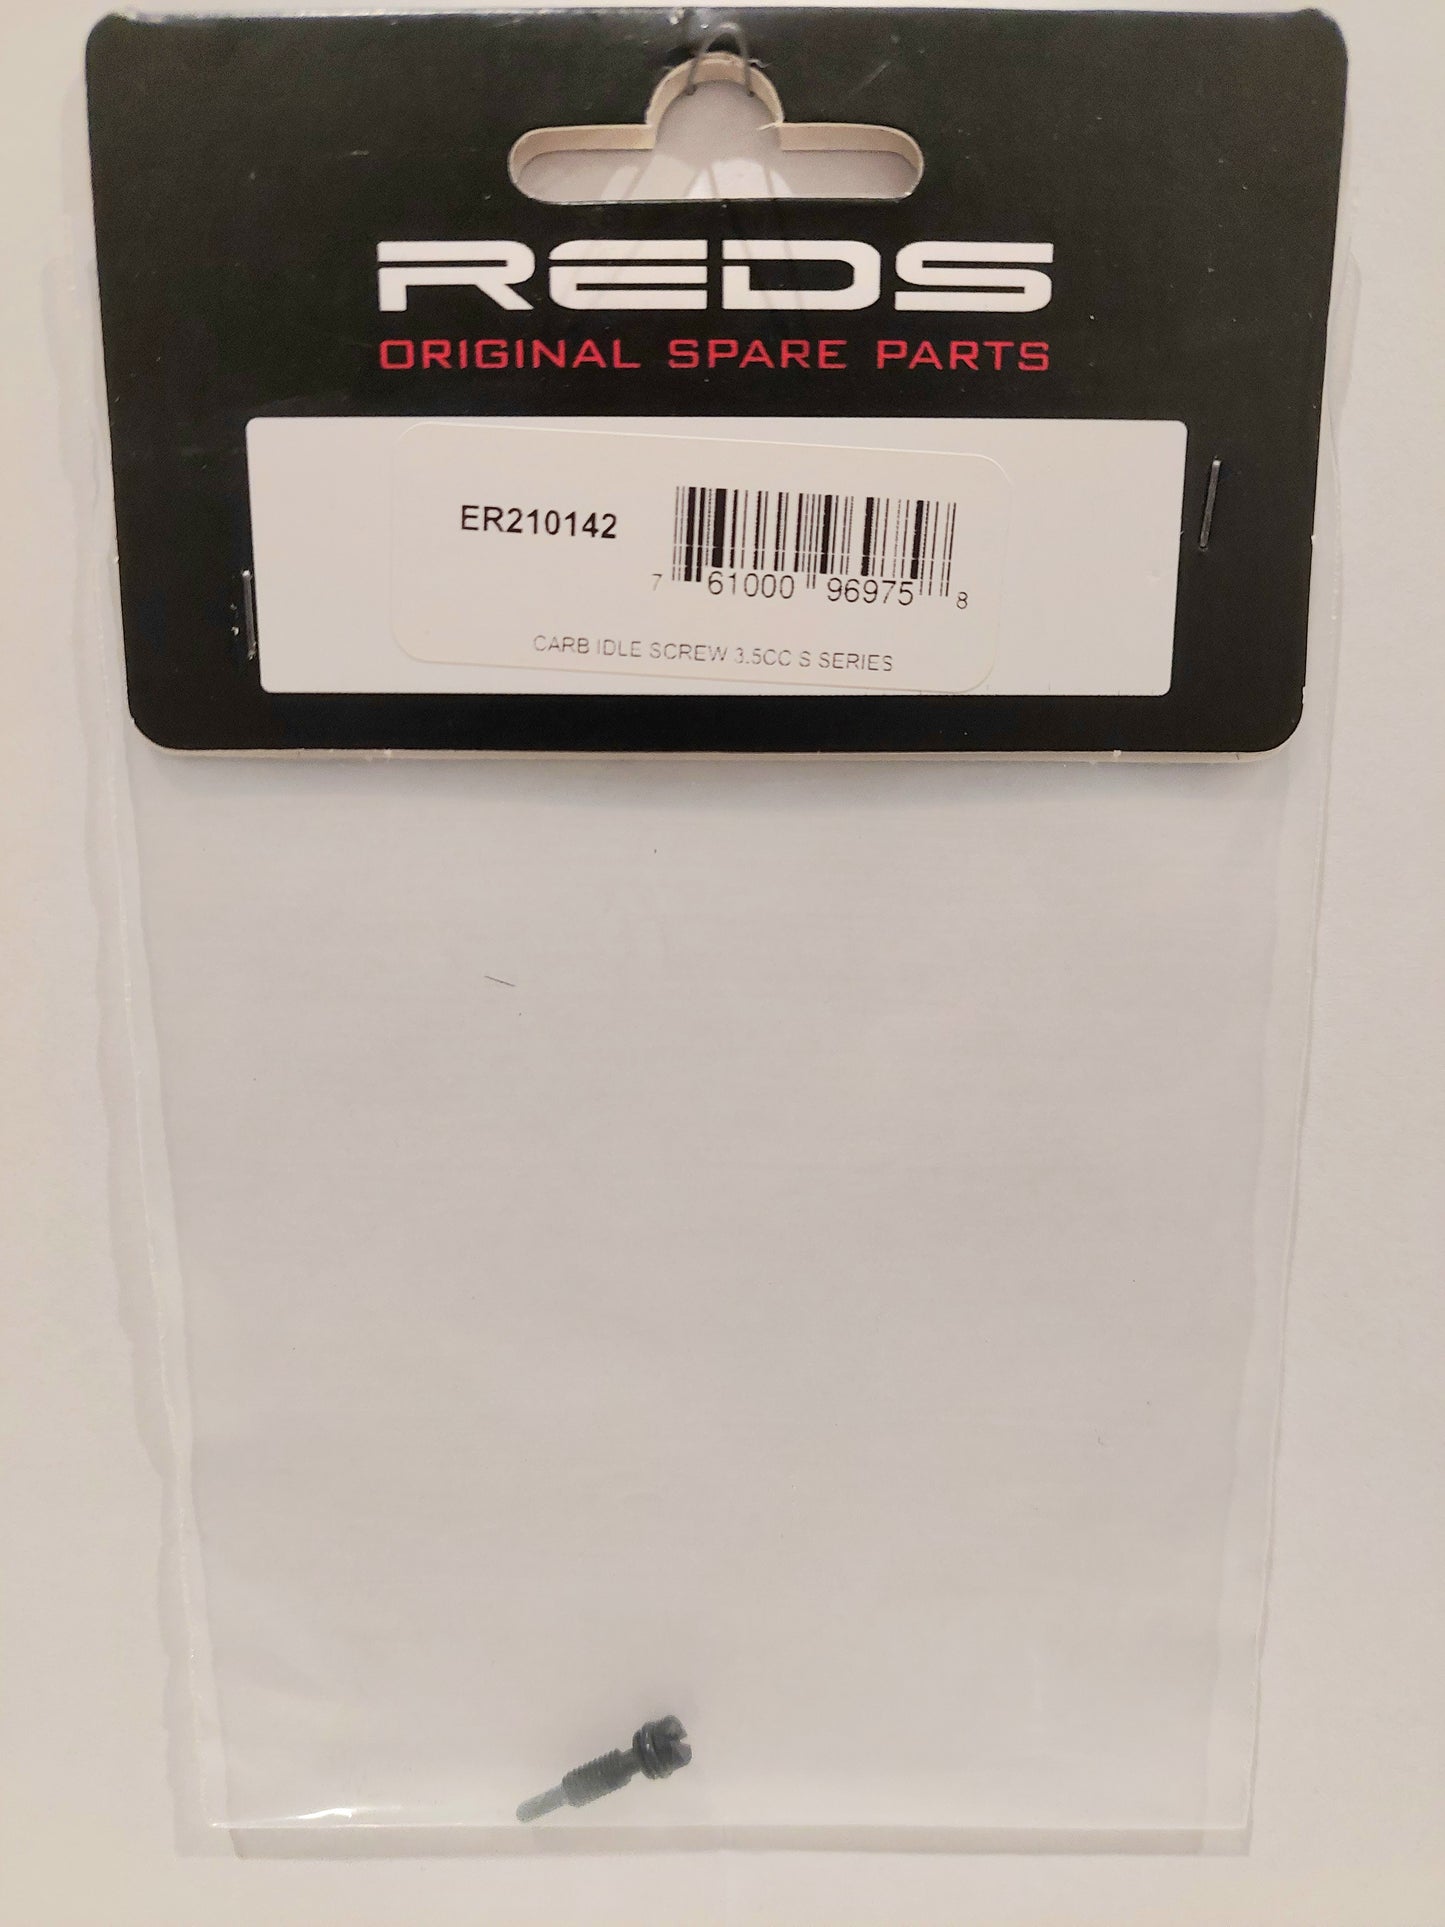 REDS
ORIGINAL SPARE PARTS
ER210142
7 61000 96975 8
CARB IDLE SCREW 3.5CC S SERIES